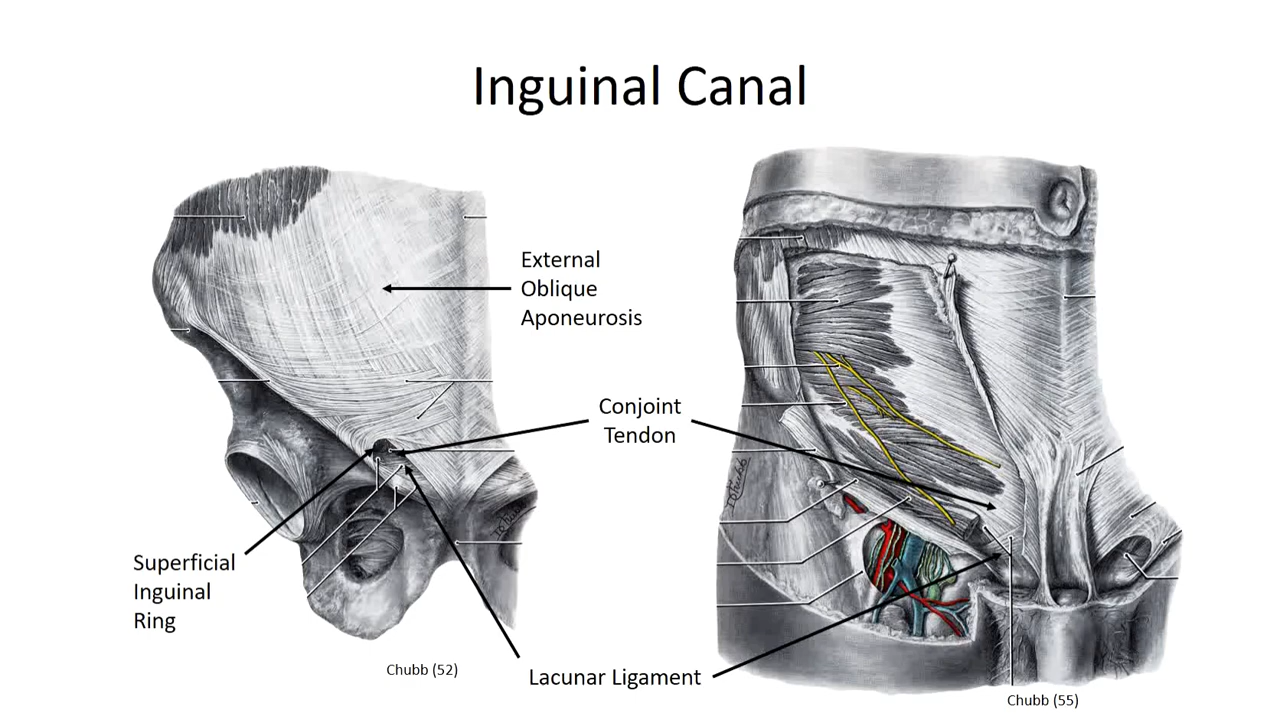 Inguinal Canal
External
Oblique
Aponeurosis
Conjoint
Tendon
Superficial
Inguinal
Ring
Chubb (52)
Lacunar Ligament
Chubb (55)